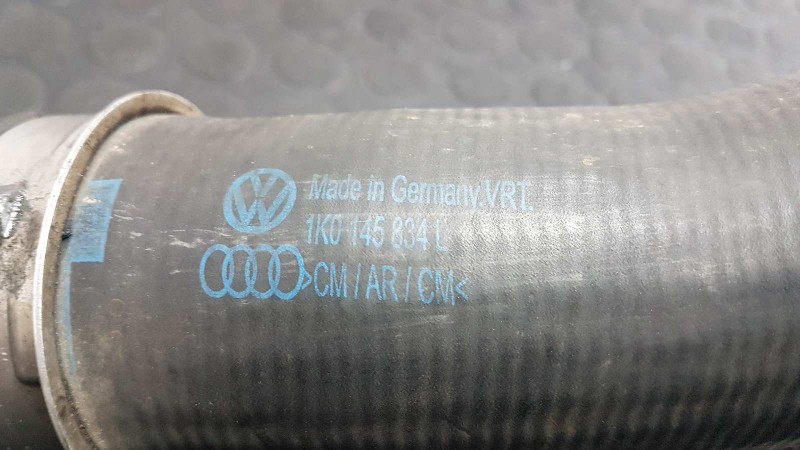 Made in Germany.VRT
1K0 145 834 L
>CM/AR/CM<